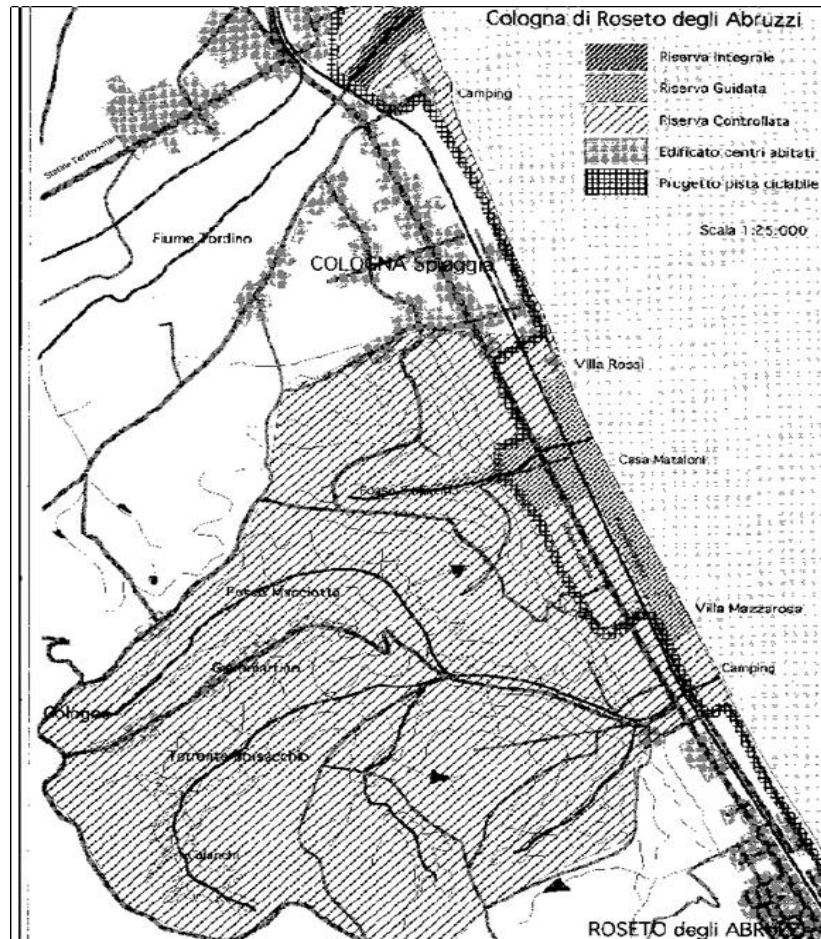 Cologna di Roseto degli Abruzzi
Riserva Integrale
Riserva Guidata
Riserva Controllata
Edificato centri abitati
Progetto pista ciclabile
Scala 1:25.000
Camping
Fiume Tordino
COLOGNA Spiaggia
Villa Rossi
Casa Mataloni
Villa Mazzarosa
Camping
Cologna
Calanchi
ROSETO degli ABRUZZI